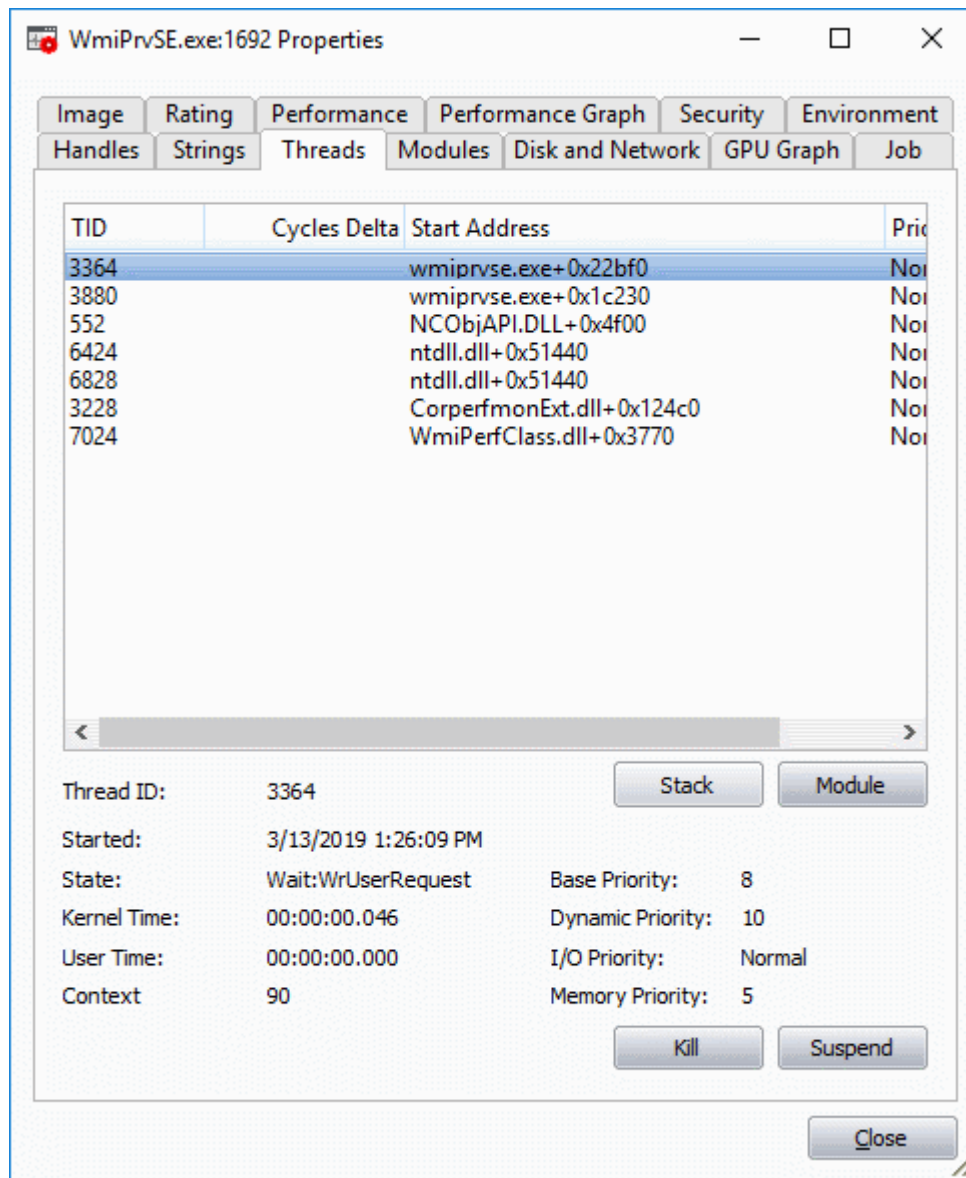 WmiPrvSE.exe:1692 Properties
Image Rating Performance Performance Graph Security Environment
Handles Strings Threads Modules Disk and Network GPU Graph Job
TID Cycles Delta Start Address
3364 wmiprvse.exe+0x22bf0
3880 wmiprvse.exe+0x1c230
552 NCObjAPI.DLL+0x4f00
6424 ntdll.dll+0x51440
6828 ntdll.dll+0x51440
3228 CorperfmonExt.dll+0x124c0
7024 WmiPerfClass.dll+0x3770
Stack Module
Thread ID: 3364
Started: 3/13/2019 1:26:09 PM
State: Wait:WrUserRequest Base Priority: 8
Kernel Time: 00:00:00.046 Dynamic Priority: 10
User Time: 00:00:00.000 I/O Priority: Normal
Context 90 Memory Priority: 5
Kill Suspend
Close